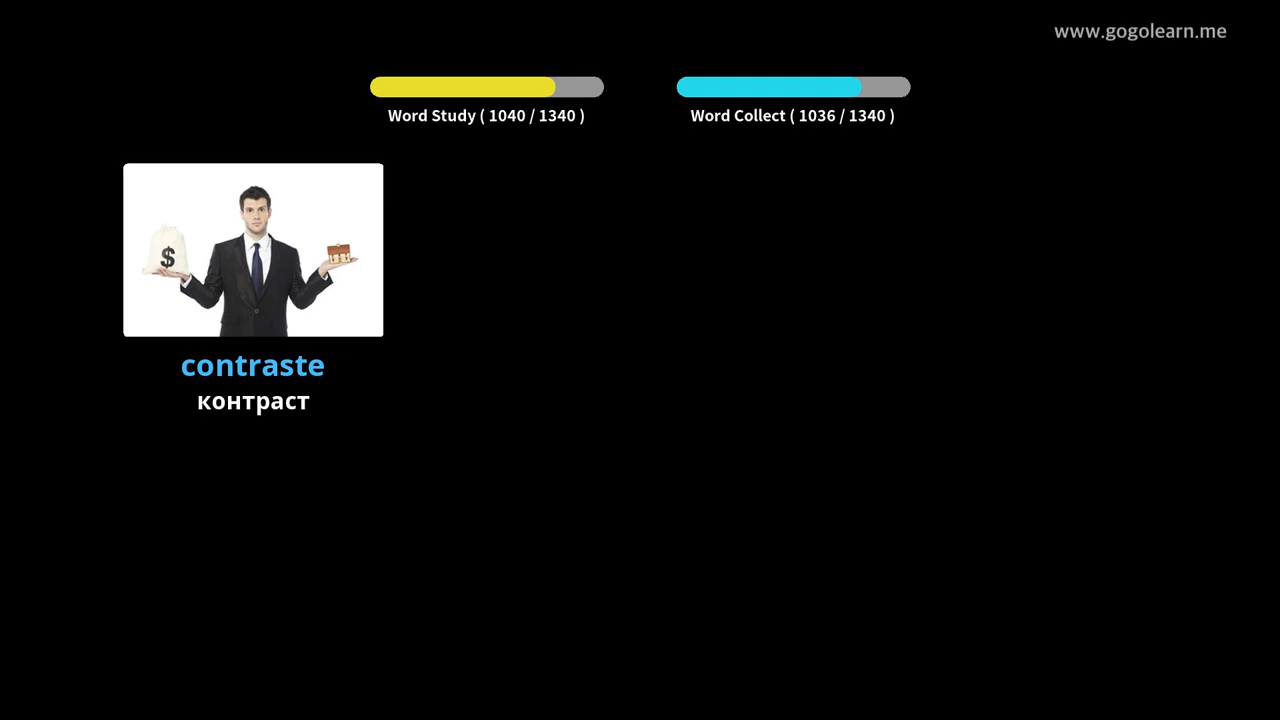 www.gogolearn.me
Word Study ( 1040 / 1340 )
Word Collect ( 1036 / 1340 )
$
contraste
контраст